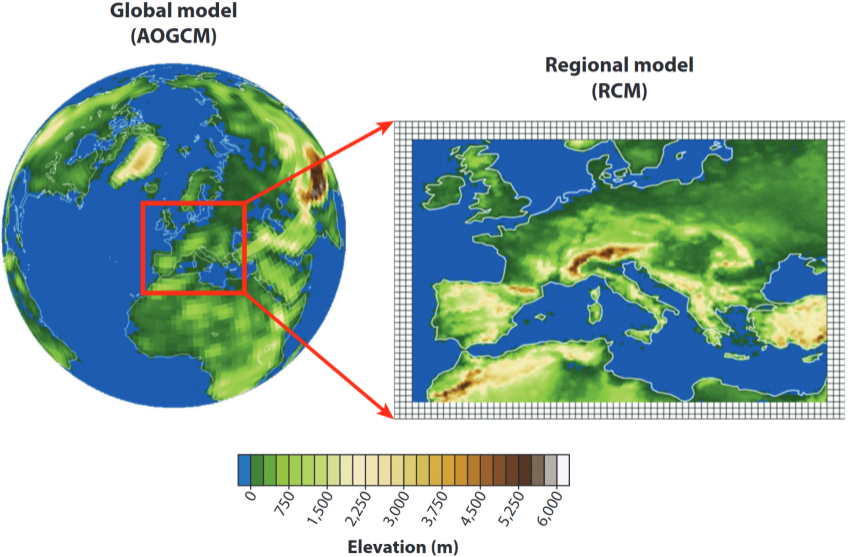 Global model
(AOGCM)
Regional model
(RCM)
0
750
1,500
2,250
3,000
3,750
4,500
5,250
6,000
Elevation (m)